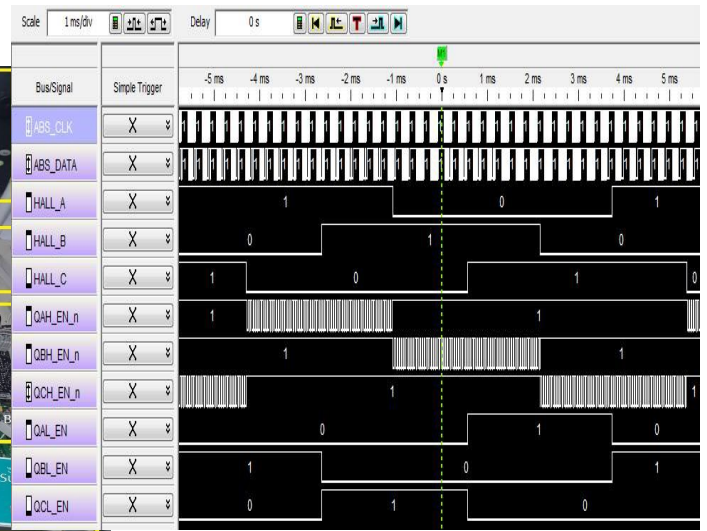 Scale 1 ms/div Delay 0 s T
M1
Bus/Signal Simple Trigger -5 ms -4 ms -3 ms -2 ms -1 ms 0 s 1 ms 2 ms 3 ms 4 ms 5 ms
ABS_CLK X
ABS_DATA X
HALL_A X 1 0 1
HALL_B X 0 1 0
HALL_C X 1 0 1 0
QAH_EN_n X 1 1
QBH_EN_n X 1 1
QCH_EN_n X 1 1
QAL_EN X 0 1 0
QBL_EN X 1 0 1
QCL_EN X 0 1 0